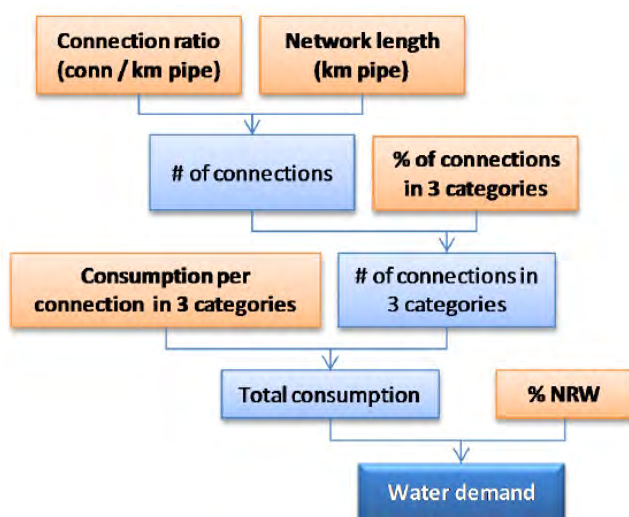 Connection ratio
(conn / km pipe)
Network length
(km pipe)
# of connections
% of connections
in 3 categories
Consumption per
connection in 3 categories
# of connections in
3 categories
Total consumption
% NRW
Water demand